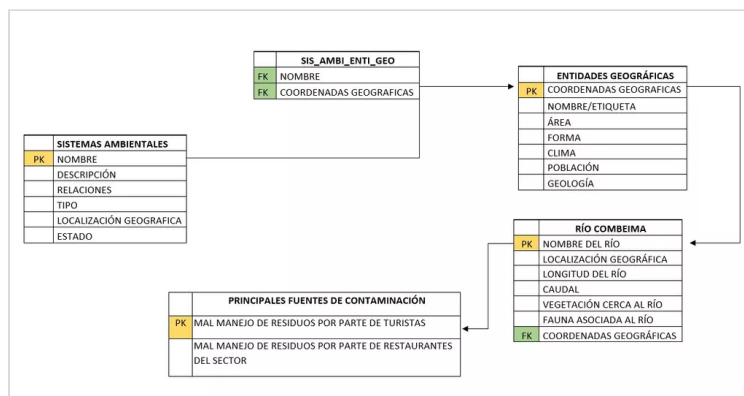 SIS_AMBI_ENTI_GEO
FK NOMBRE
FK COORDENADAS GEOGRAFICAS
ENTIDADES GEOGRÁFICAS
PK COORDENADAS GEOGRAFICAS
NOMBRE/ETIQUETA
ÁREA
FORMA
CLIMA
POBLACIÓN
GEOLOGÍA
SISTEMAS AMBIENTALES
PK NOMBRE
DESCRIPCIÓN
RELACIONES
TIPO
LOCALIZACIÓN GEOGRAFICA
ESTADO
RÍO COMBEIMA
PK NOMBRE DEL RÍO
LOCALIZACIÓN GEOGRÁFICA
LONGITUD DEL RÍO
CAUDAL
VEGETACIÓN CERCA AL RÍO
FAUNA ASOCIADA AL RÍO
FK COORDENADAS GEOGRÁFICAS
PRINCIPALES FUENTES DE CONTAMINACIÓN
PK MAL MANEJO DE RESIDUOS POR PARTE DE TURISTAS
MAL MANEJO DE RESIDUOS POR PARTE DE RESTAURANTES
DEL SECTOR